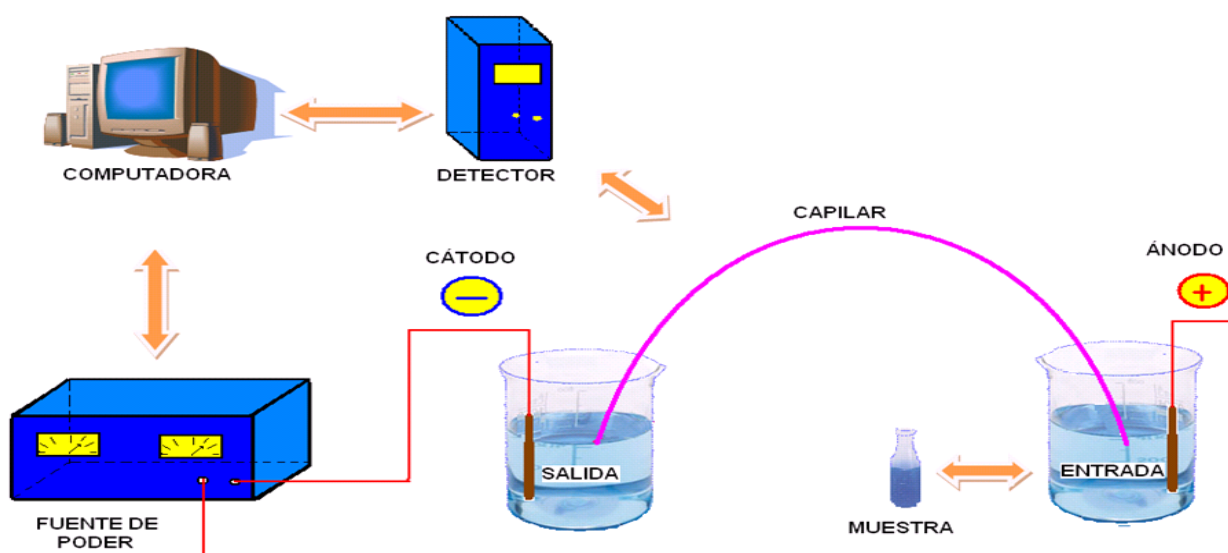 COMPUTADORA
DETECTOR
CAPILAR
CÁTODO
−
ÁNODO
+
SALIDA
ENTRADA
MUESTRA
FUENTE DE
PODER